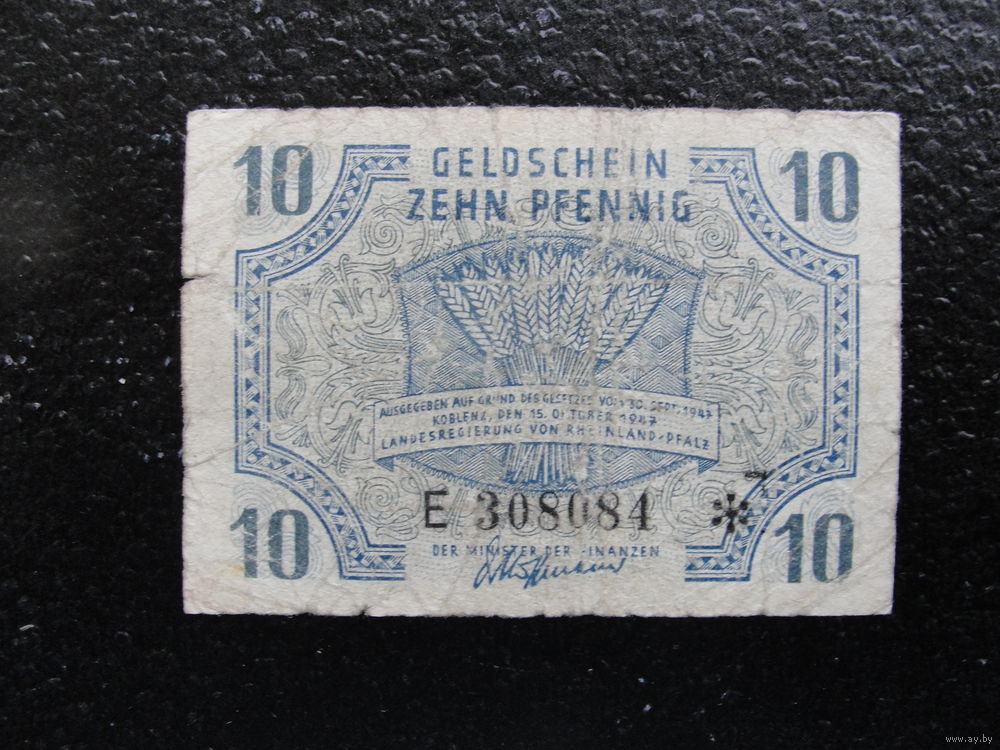 10 GELDSCHEIN 10
ZEHN PFENNIG
AUSGEGEBEN AUF GRUND DES GESETZES VOM 30. SEPT. 1947
KOBLENZ, DEN 15. OKTOBER 1947
LANDESREGIERUNG VON RHEINLAND-PFALZ
E 308084 * 7
10 DER MINISTER DER FINANZEN 10
www.ay.by